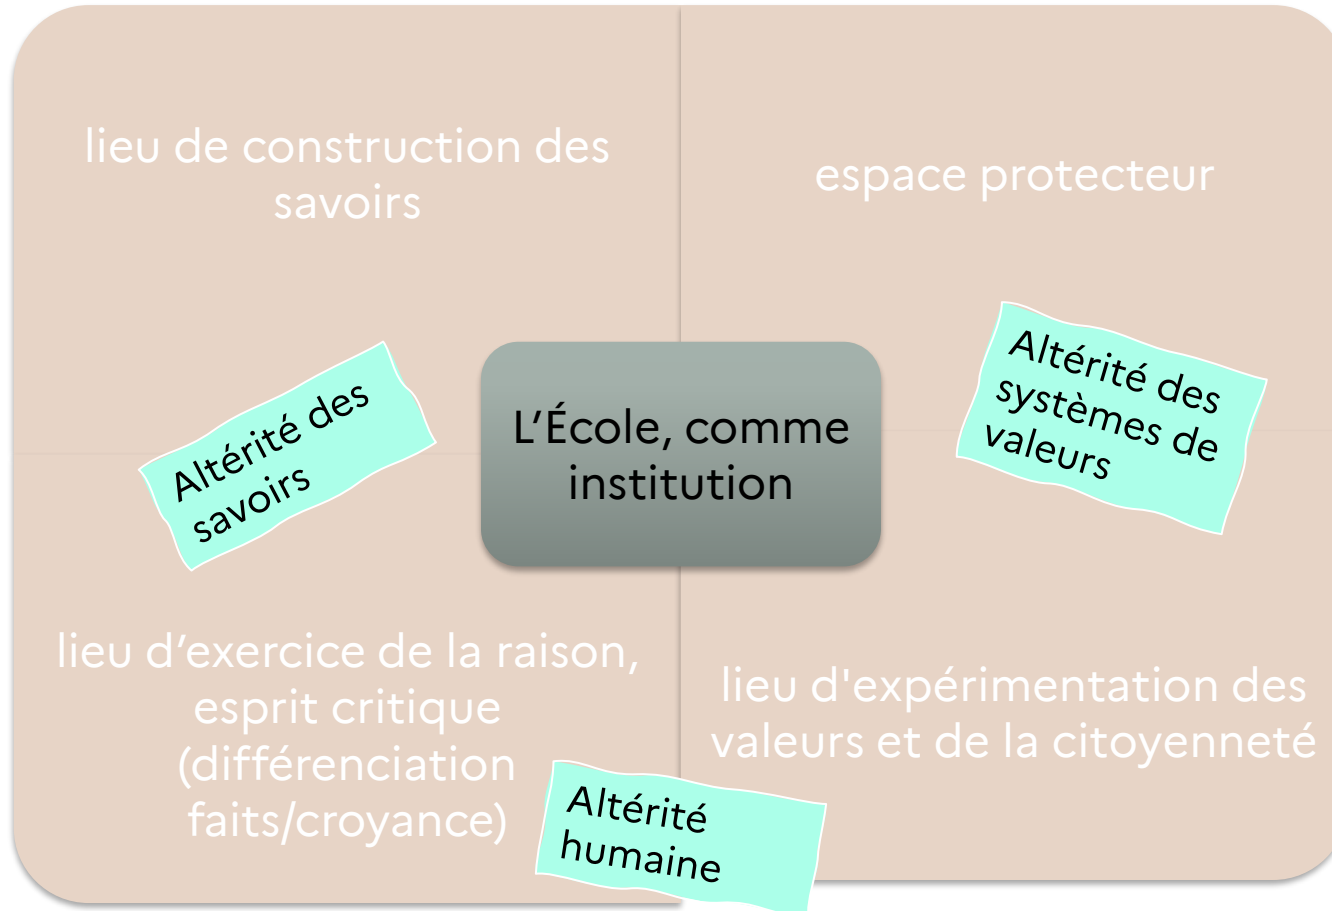 lieu de construction des
savoirs
espace protecteur
Altérité des
savoirs
L’École, comme
institution
Altérité des
systèmes de
valeurs
lieu d’exercice de la raison,
esprit critique
(différenciation
faits/croyance)
lieu d'expérimentation des
valeurs et de la citoyenneté
Altérité
humaine